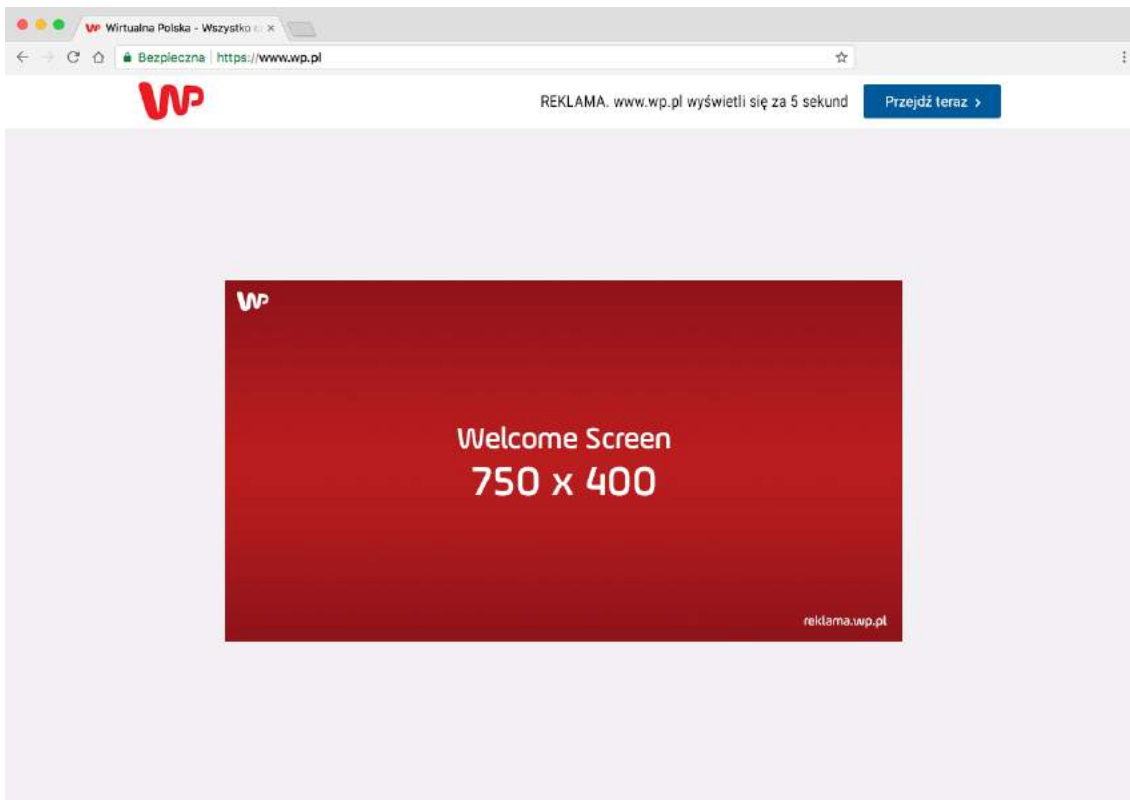 WP Wirtualna Polska - Wszystko
Bezpieczna https://www.wp.pl
WP
REKLAMA. www.wp.pl wyświetli się za 5 sekund
Przejdź teraz >
WP
Welcome Screen
750 x 400
reklama.wp.pl